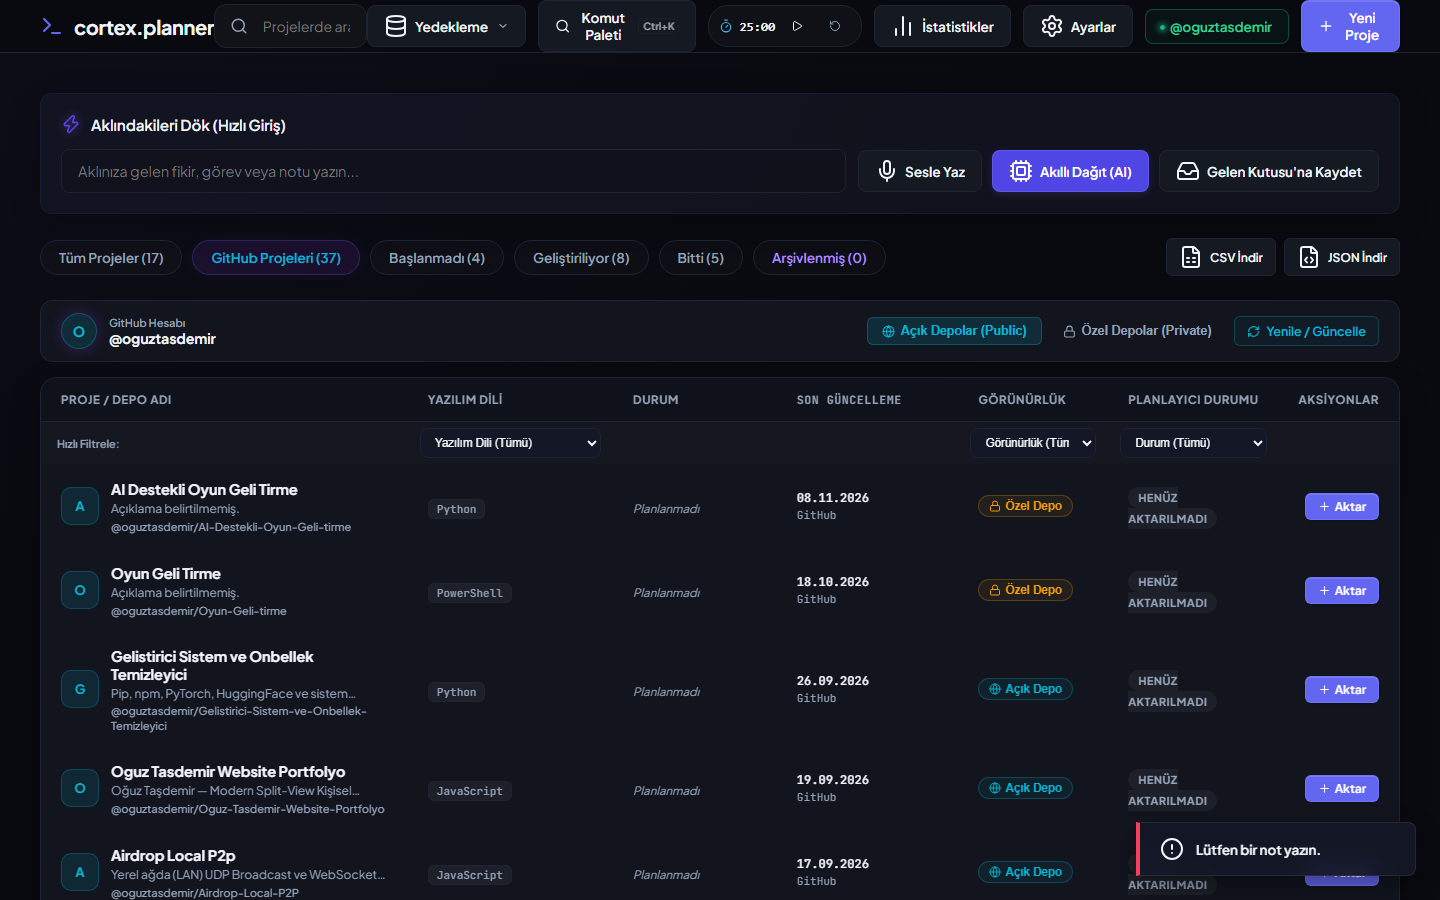 cortex.planner
Projelerde ara
Yedekleme
Komut Paleti Ctrl+K
25:00
İstatistikler
Ayarlar
@oguztasdemir
Yeni Proje
Aklındakileri Dök (Hızlı Giriş)
Aklınıza gelen fikir, görev veya notu yazın...
Sesle Yaz
Akıllı Dağıt (AI)
Gelen Kutusu'na Kaydet
Tüm Projeler (17)
GitHub Projeleri (37)
Başlanmadı (4)
Geliştiriliyor (8)
Bitti (5)
Arşivlenmiş (0)
CSV İndir
JSON İndir
O
GitHub Hesabı
@oguztasdemir
Açık Depolar (Public)
Özel Depolar (Private)
Yenile / Güncelle
PROJE / DEPO ADI YAZILIM DİLİ DURUM SON GÜNCELLEME GÖRÜNÜRLÜK PLANLAYICI DURUMU AKSİYONLAR
Hızlı Filtrele: Yazılım Dili (Tümü) Görünürlük (Tüm Durum (Tümü)
A
AI Destekli Oyun Geli Tirme
Açıklama belirtilmemiş.
@oguztasdemir/AI-Destekli-Oyun-Geli-tirme
Python
Planlanmadı
08.11.2026
GitHub
Özel Depo
HENÜZ
AKTARILMADI
+ Aktar
O
Oyun Geli Tirme
Açıklama belirtilmemiş.
@oguztasdemir/Oyun-Geli-tirme
PowerShell
Planlanmadı
18.10.2026
GitHub
Özel Depo
HENÜZ
AKTARILMADI
+ Aktar
G
Gelistirici Sistem ve Onbellek
Temizleyici
Pip, npm, PyTorch, HuggingFace ve sistem...
@oguztasdemir/Gelistirici-Sistem-ve-Onbellek-
Temizleyici
Python
Planlanmadı
26.09.2026
GitHub
Açık Depo
HENÜZ
AKTARILMADI
+ Aktar
O
Oguz Tasdemir Website Portfolyo
Oğuz Taşdemir — Modern Split-View Kişisel...
@oguztasdemir/Oguz-Tasdemir-Website-Portfolyo
JavaScript
Planlanmadı
19.09.2026
GitHub
Açık Depo
HENÜZ
AKTARILMADI
+ Aktar
A
Airdrop Local P2p
Yerel ağda (LAN) UDP Broadcast ve WebSocket...
@oguztasdemir/Airdrop-Local-P2P
JavaScript
Planlanmadı
17.09.2026
GitHub
Açık Depo
AKTARILMADI
Lütfen bir not yazın.